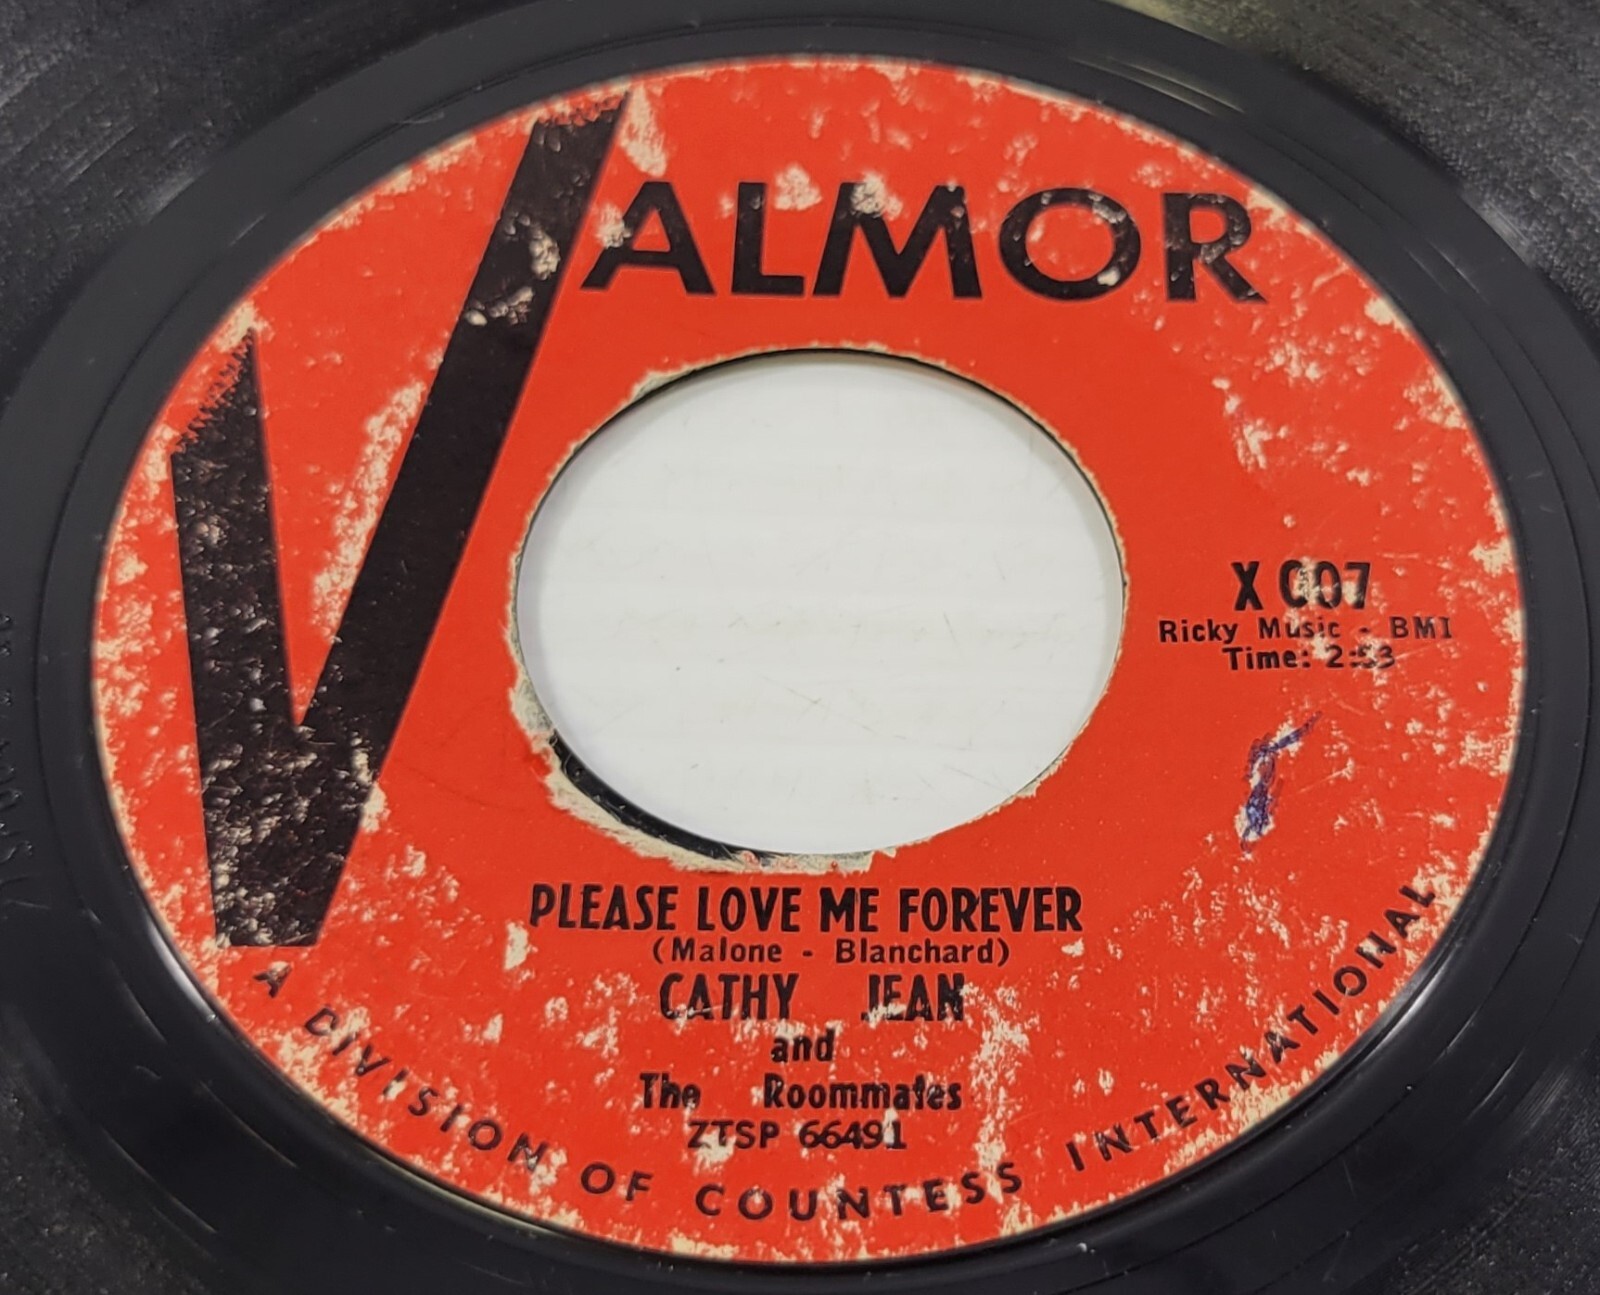 VALMOR
X 007
Ricky Music - BMI
Time: 2:53
PLEASE LOVE ME FOREVER
(Malone - Blanchard)
CATHY JEAN
and
The Roommates
ZTSP 66491
A DIVISION OF COUNTESS INTERNATIONAL